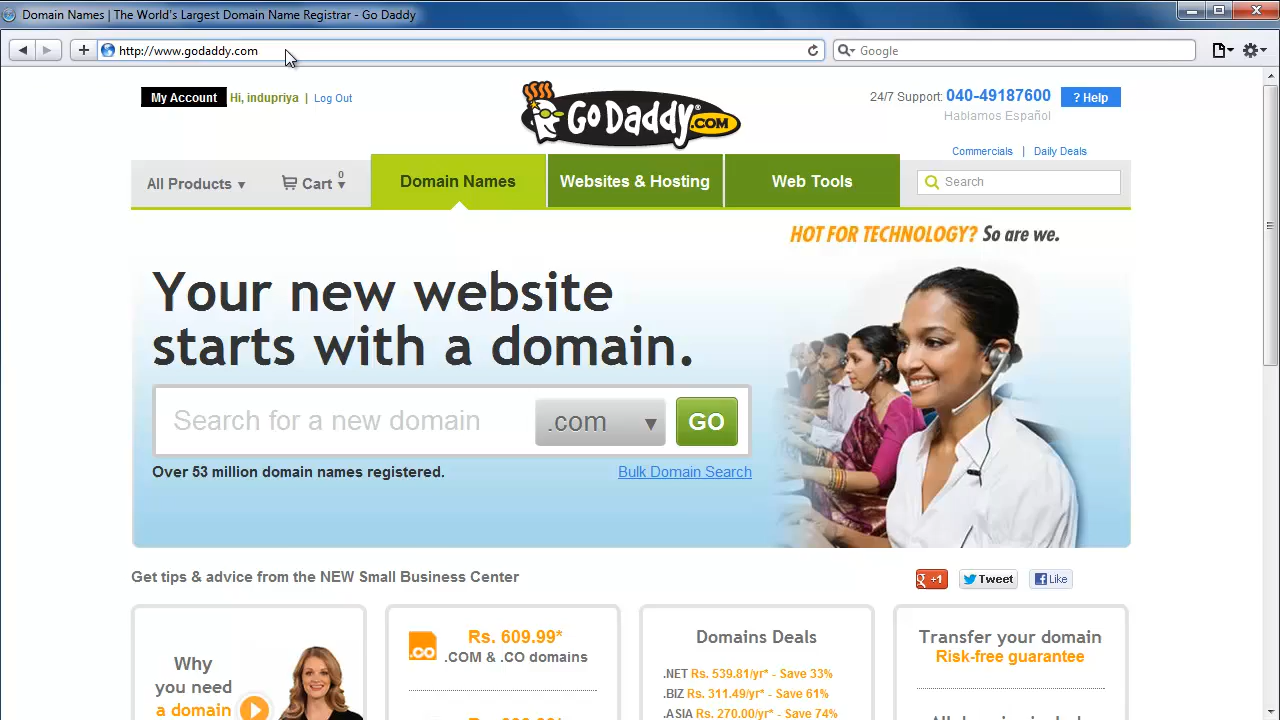 Domain Names | The World's Largest Domain Name Registrar - Go Daddy
http://www.godaddy.com
Google
My Account Hi, indupriya | Log Out
GO DADDY .COM
24/7 Support: 040-49187600 ? Help
Hablamos Español
Commercials | Daily Deals
All Products Cart 0
Domain Names
Websites & Hosting
Web Tools
Search
HOT FOR TECHNOLOGY? So are we.
Your new website
starts with a domain.
Search for a new domain .com GO
Over 53 million domain names registered. Bulk Domain Search
Get tips & advice from the NEW Small Business Center
+1 Tweet Like
Why
you need
a domain
.co
Rs. 609.99*
.COM & .CO domains
Domains Deals
.NET Rs. 539.81/yr* - Save 33%
.BIZ Rs. 311.49/yr* - Save 61%
.ASIA Rs. 270.00/yr* - Save 74%
Transfer your domain
Risk-free guarantee